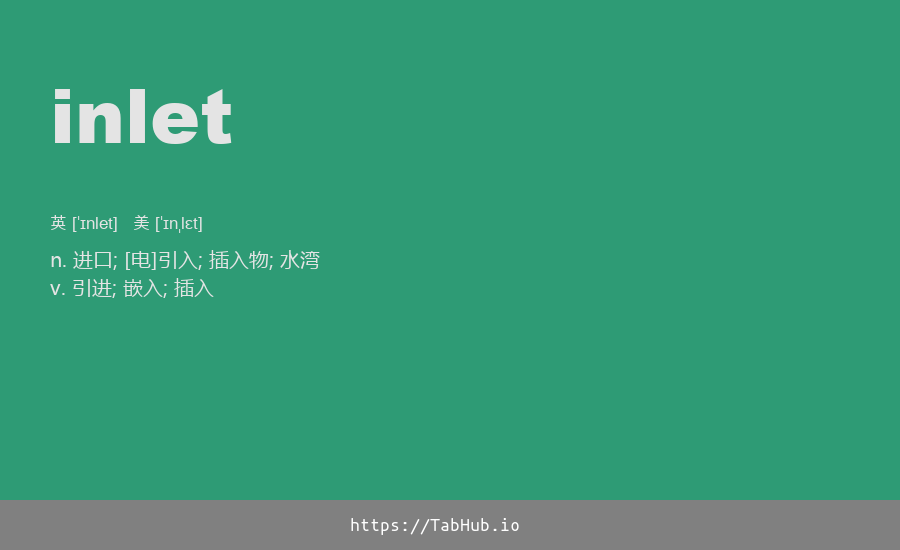 inlet
英 [ˈɪnlet] 美 [ˈɪnˌlɛt]
n. 进口; [电]引入; 插入物; 水湾
v. 引进; 嵌入; 插入
https://TabHub.io